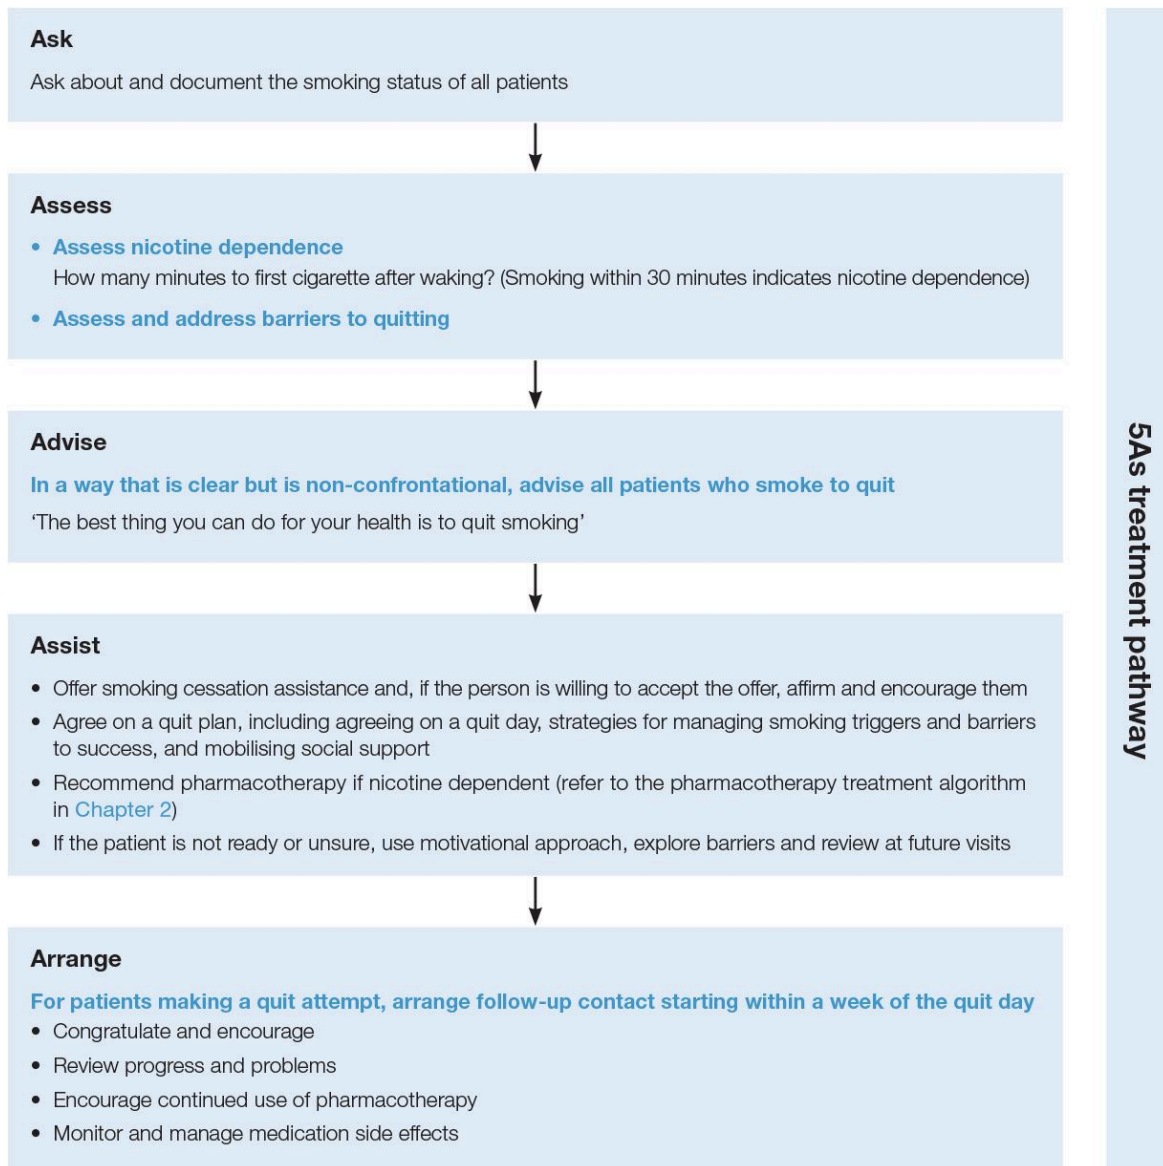 Ask
Ask about and document the smoking status of all patients
Assess
• Assess nicotine dependence
How many minutes to first cigarette after waking? (Smoking within 30 minutes indicates nicotine dependence)
• Assess and address barriers to quitting
Advise
In a way that is clear but is non-confrontational, advise all patients who smoke to quit
‘The best thing you can do for your health is to quit smoking’
Assist
• Offer smoking cessation assistance and, if the person is willing to accept the offer, affirm and encourage them
• Agree on a quit plan, including agreeing on a quit day, strategies for managing smoking triggers and barriers
to success, and mobilising social support
• Recommend pharmacotherapy if nicotine dependent (refer to the pharmacotherapy treatment algorithm
in Chapter 2)
• If the patient is not ready or unsure, use motivational approach, explore barriers and review at future visits
Arrange
For patients making a quit attempt, arrange follow-up contact starting within a week of the quit day
• Congratulate and encourage
• Review progress and problems
• Encourage continued use of pharmacotherapy
• Monitor and manage medication side effects
5As treatment pathway